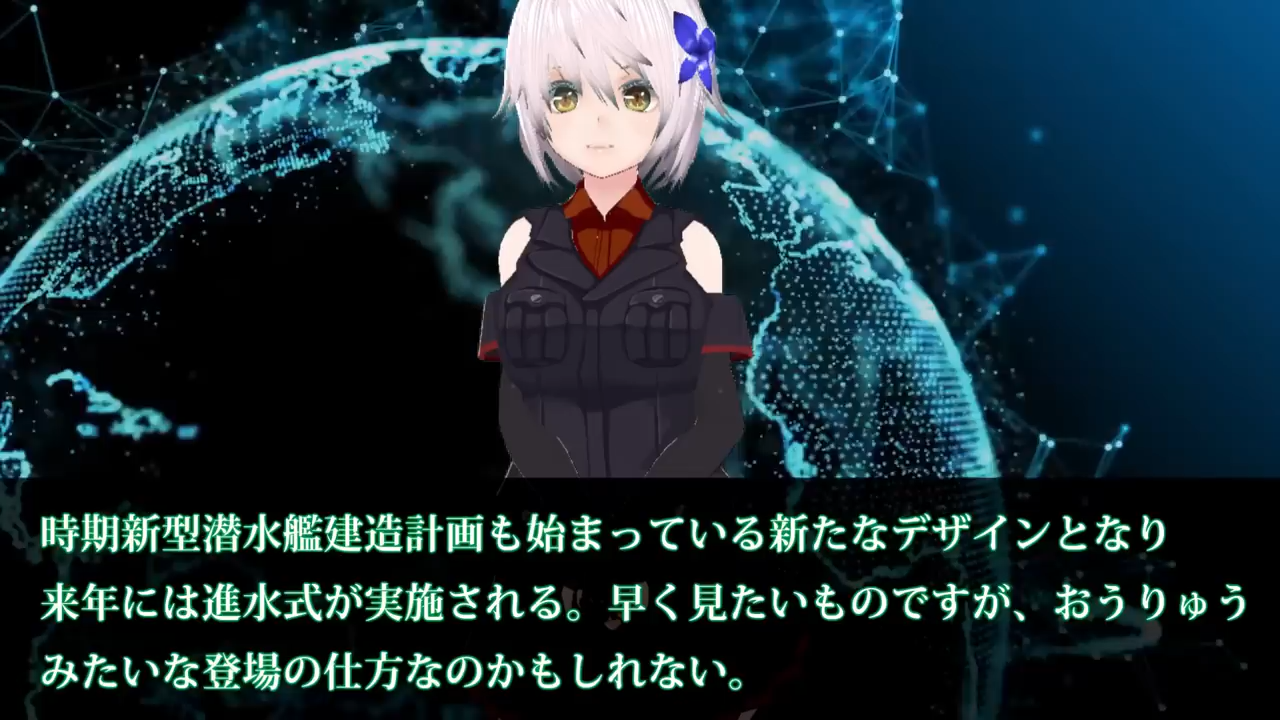 時期新型潜水艦建造計画も始まっている新たなデザインとなり
来年には進水式が実施される。早く見たいものですが、おうりゅう
みたいな登場の仕方なのかもしれない。